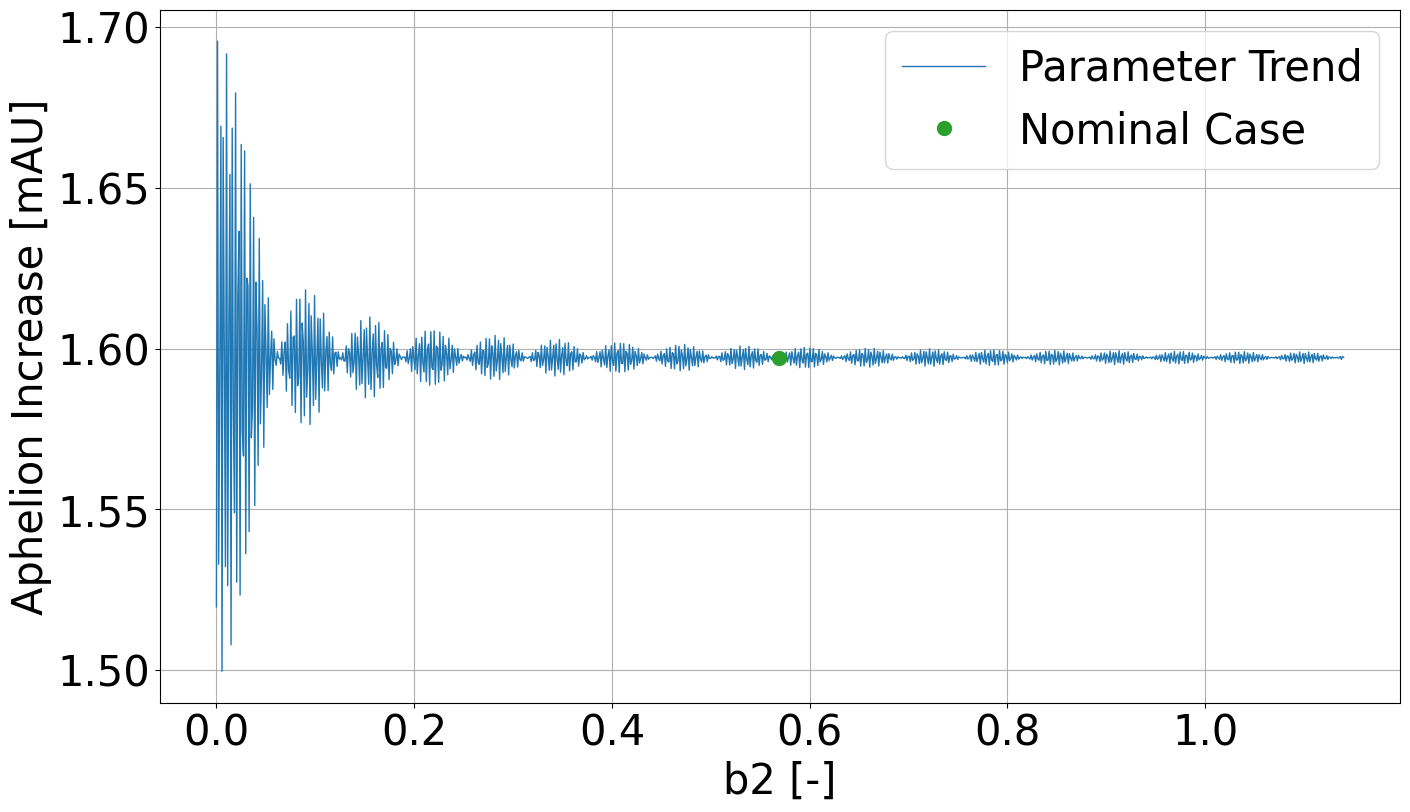 Aphelion Increase [mAU]
1.70
1.65
1.60
1.55
1.50
Parameter Trend
Nominal Case
0.0 0.2 0.4 0.6 0.8 1.0
b2 [-]